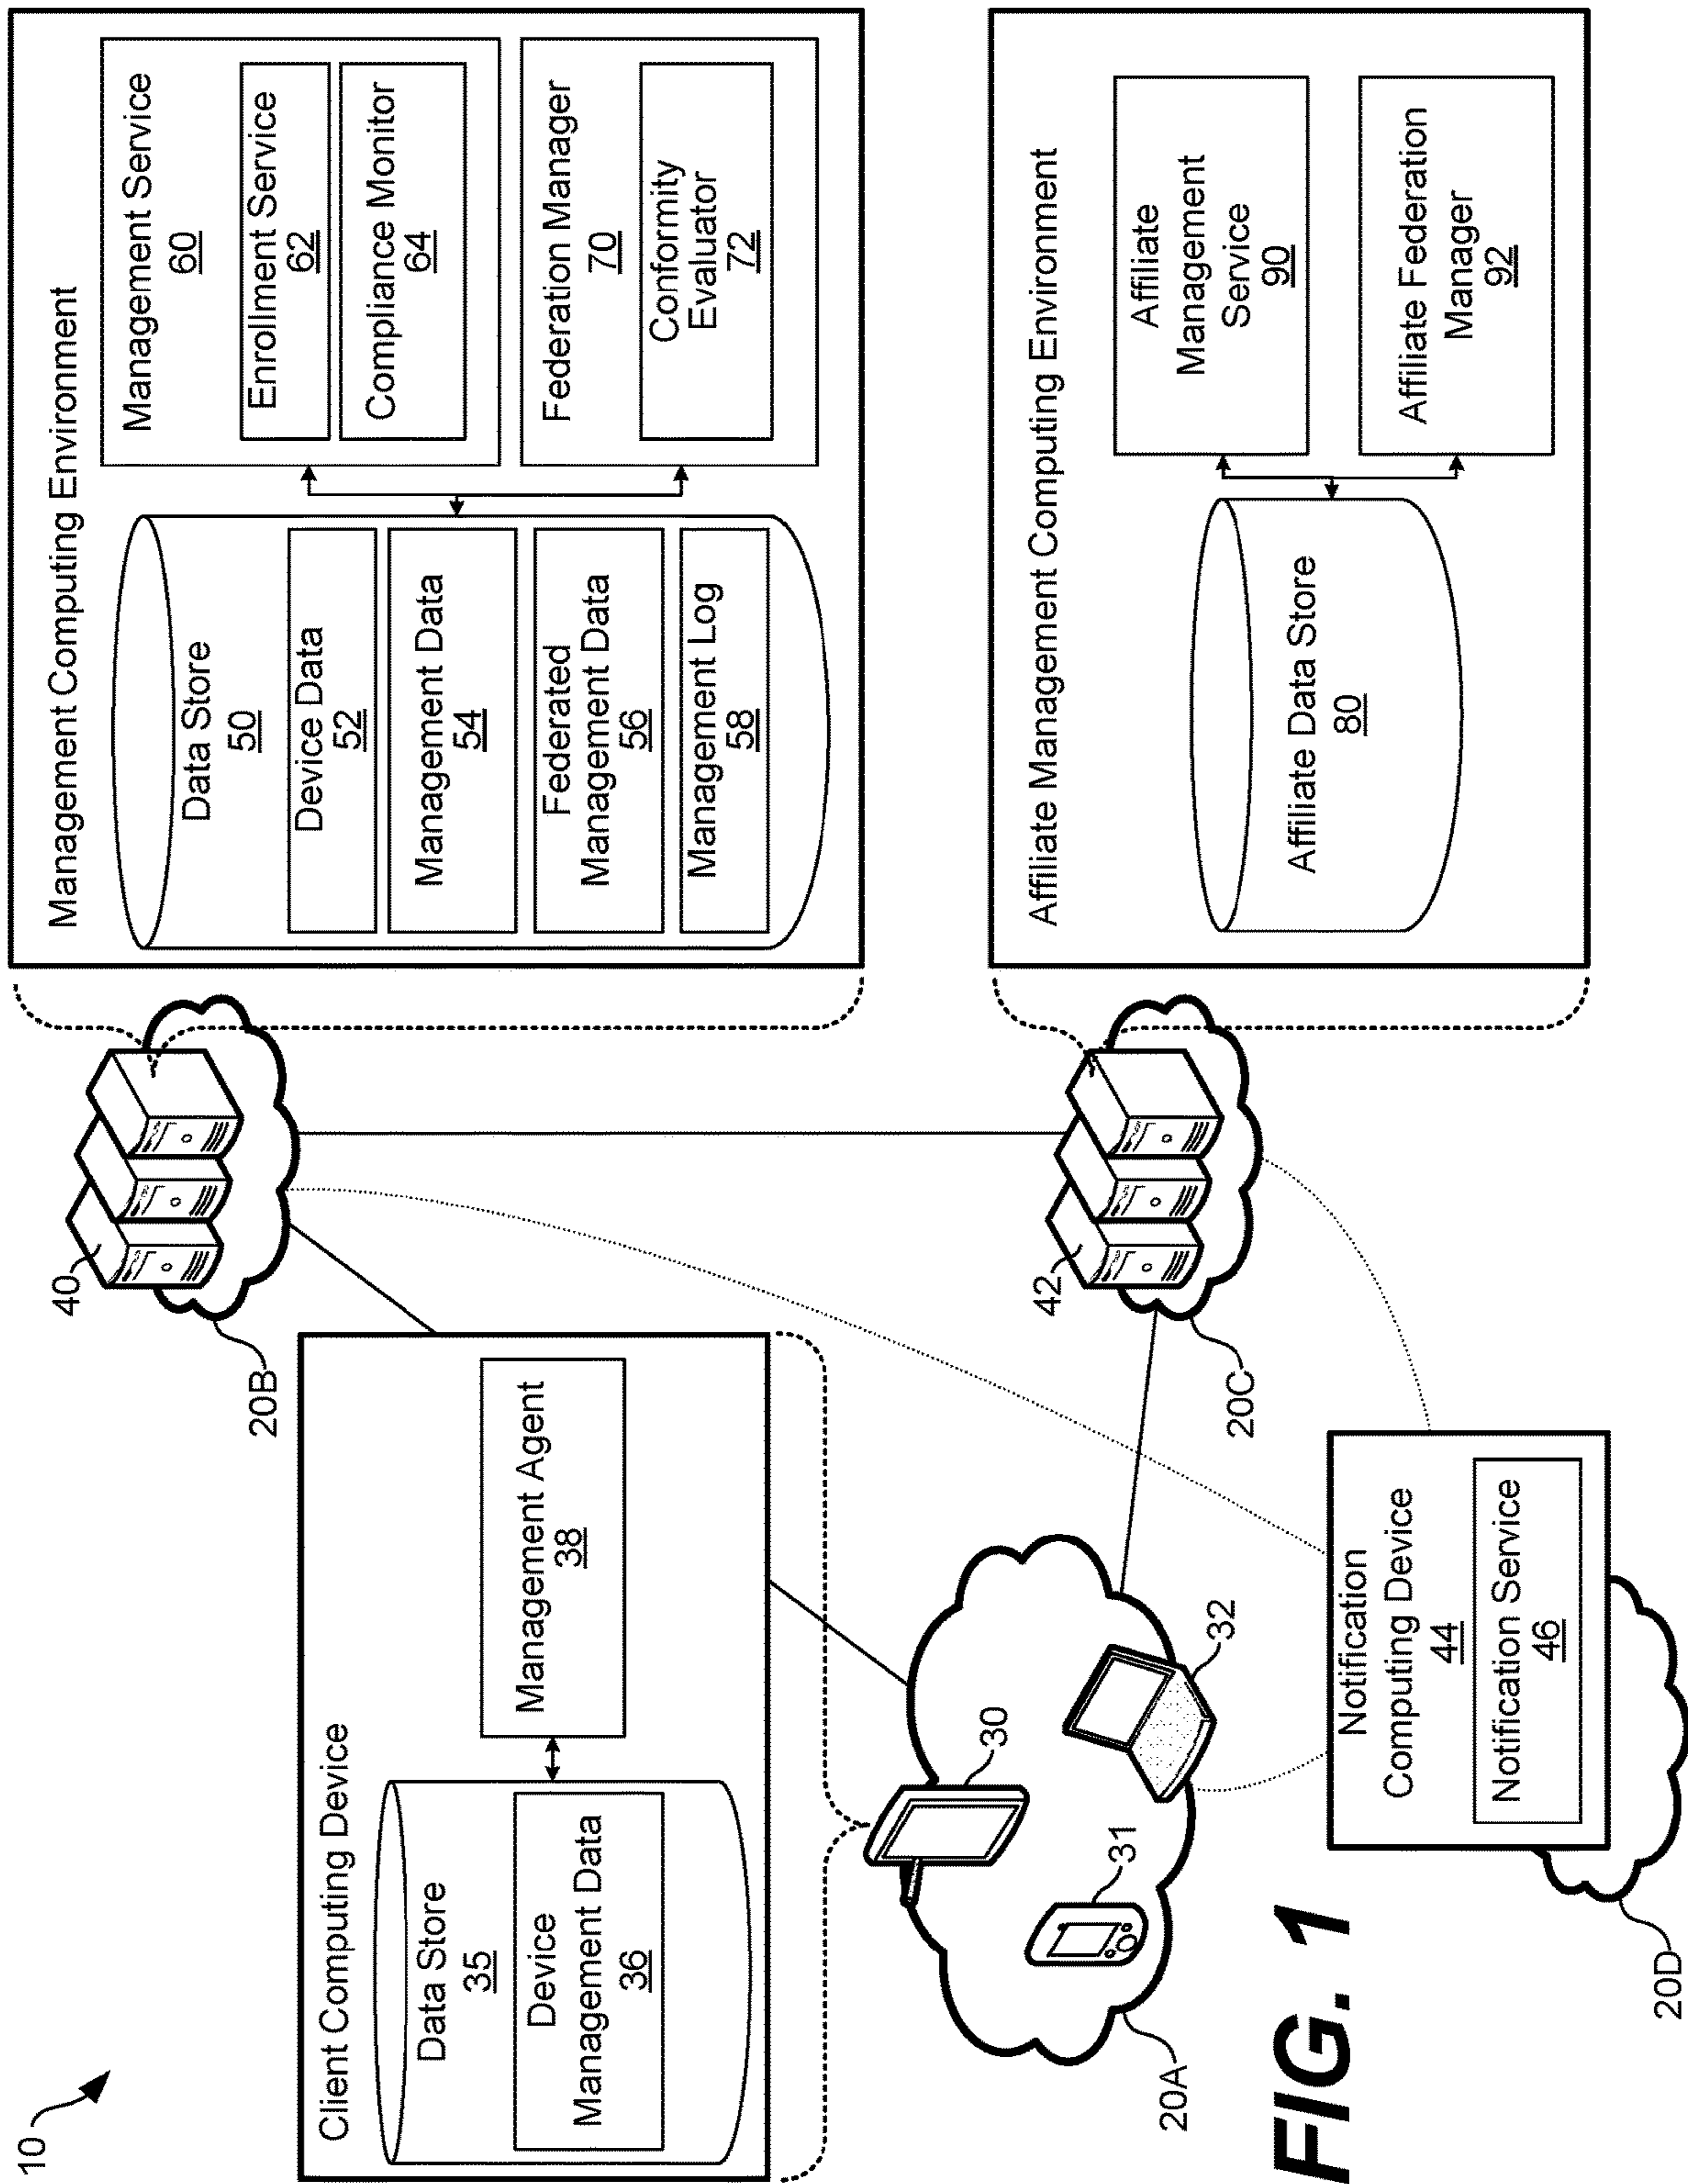 10
Client Computing Device
Data Store
35
Device
Management Data
36
Management Agent
38
40
20B
Management Computing Environment
Data Store
50
Device Data
52
Management Data
54
Federated
Management Data
56
Management Log
58
Management Service
60
Enrollment Service
62
Compliance Monitor
64
Federation Manager
70
Conformity
Evaluator
72
30
31
32
20A
42
20C
Affiliate Management Computing Environment
Affiliate Data Store
80
Affiliate
Management
Service
90
Affiliate Federation
Manager
92
Notification
Computing Device
44
Notification Service
46
20D
FIG. 1